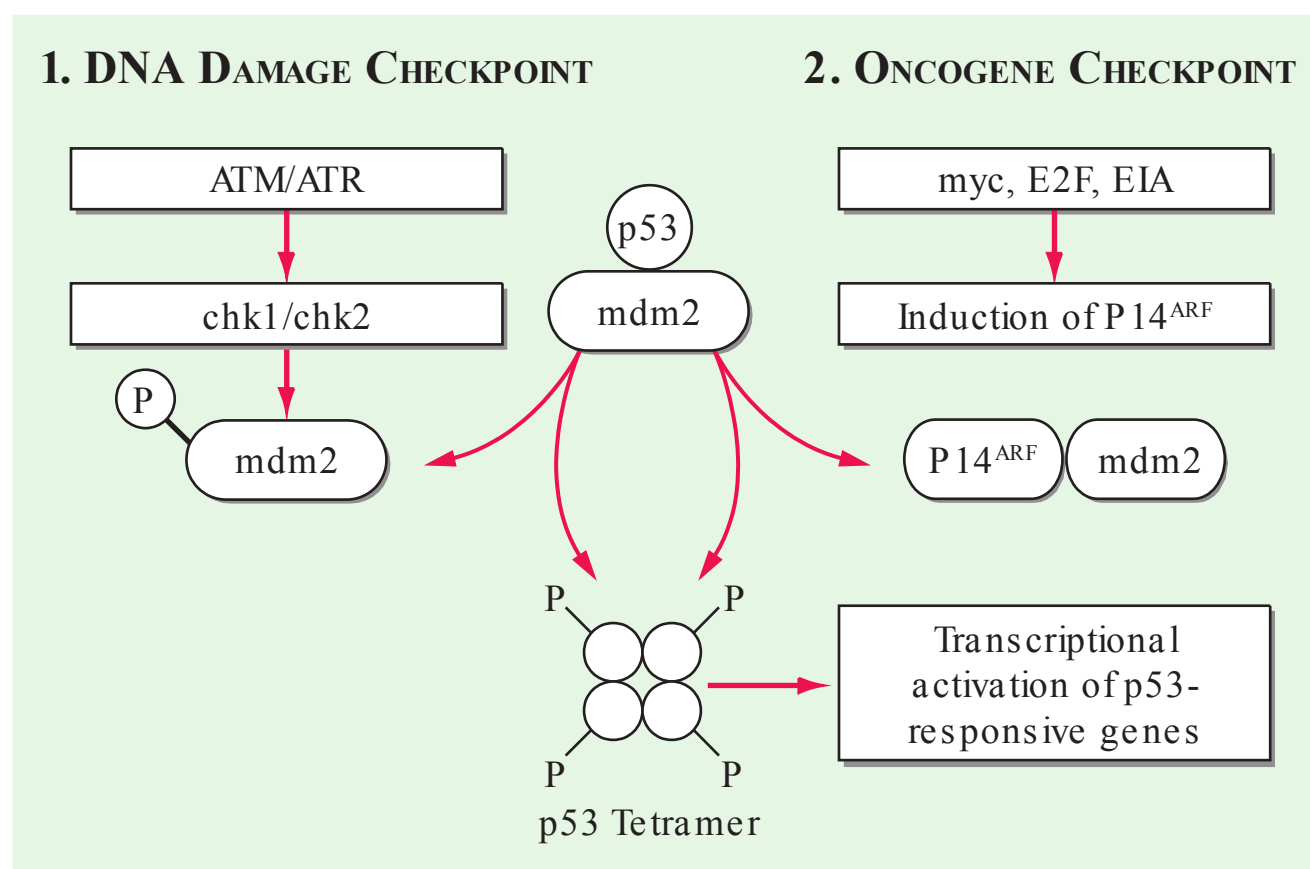 1. DNA DAMAGE CHECKPOINT
2. ONCOGENE CHECKPOINT
ATM/ATR
chk1/chk2
P
mdm2
p53
mdm2
myc, E2F, EIA
Induction of P14ARF
P14ARF
mdm2
P
P
P
P
p53 Tetramer
Transcriptional
activation of p53-
responsive genes